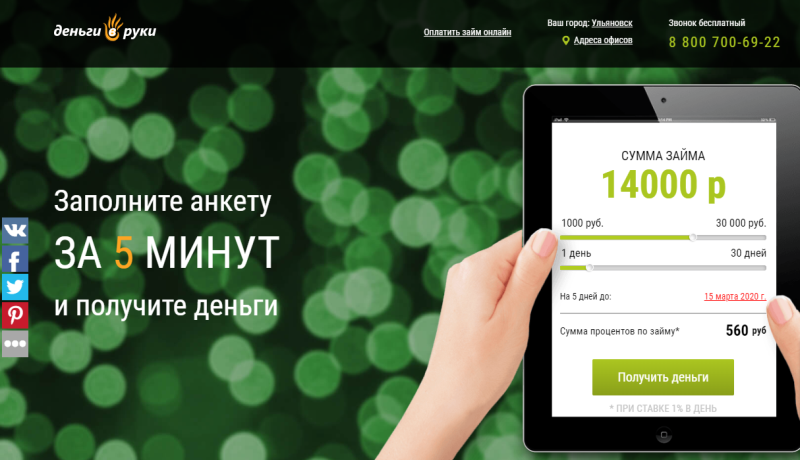 деньги в руки
Оплатить займ онлайн
Ваш город: Ульяновск
Адреса офисов
Звонок бесплатный
8 800 700-69-22
Заполните анкету
ЗА 5 МИНУТ
и получите деньги
СУММА ЗАЙМА
14000 р
1000 руб. 30 000 руб.
1 день 30 дней
На 5 дней до: 15 марта 2020 г.
Сумма процентов по займу* 560 руб
Получить деньги
* ПРИ СТАВКЕ 1% В ДЕНЬ